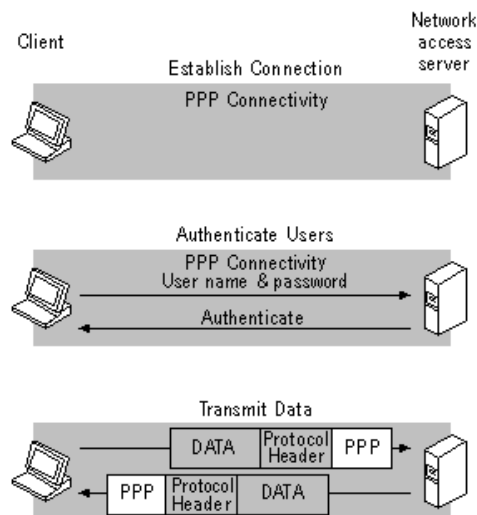 Client
Network
access
server
Establish Connection
PPP Connectivity
Authenticate Users
PPP Connectivity
User name & password
Authenticate
Transmit Data
DATA
Protocol
Header
PPP
PPP
Protocol
Header
DATA